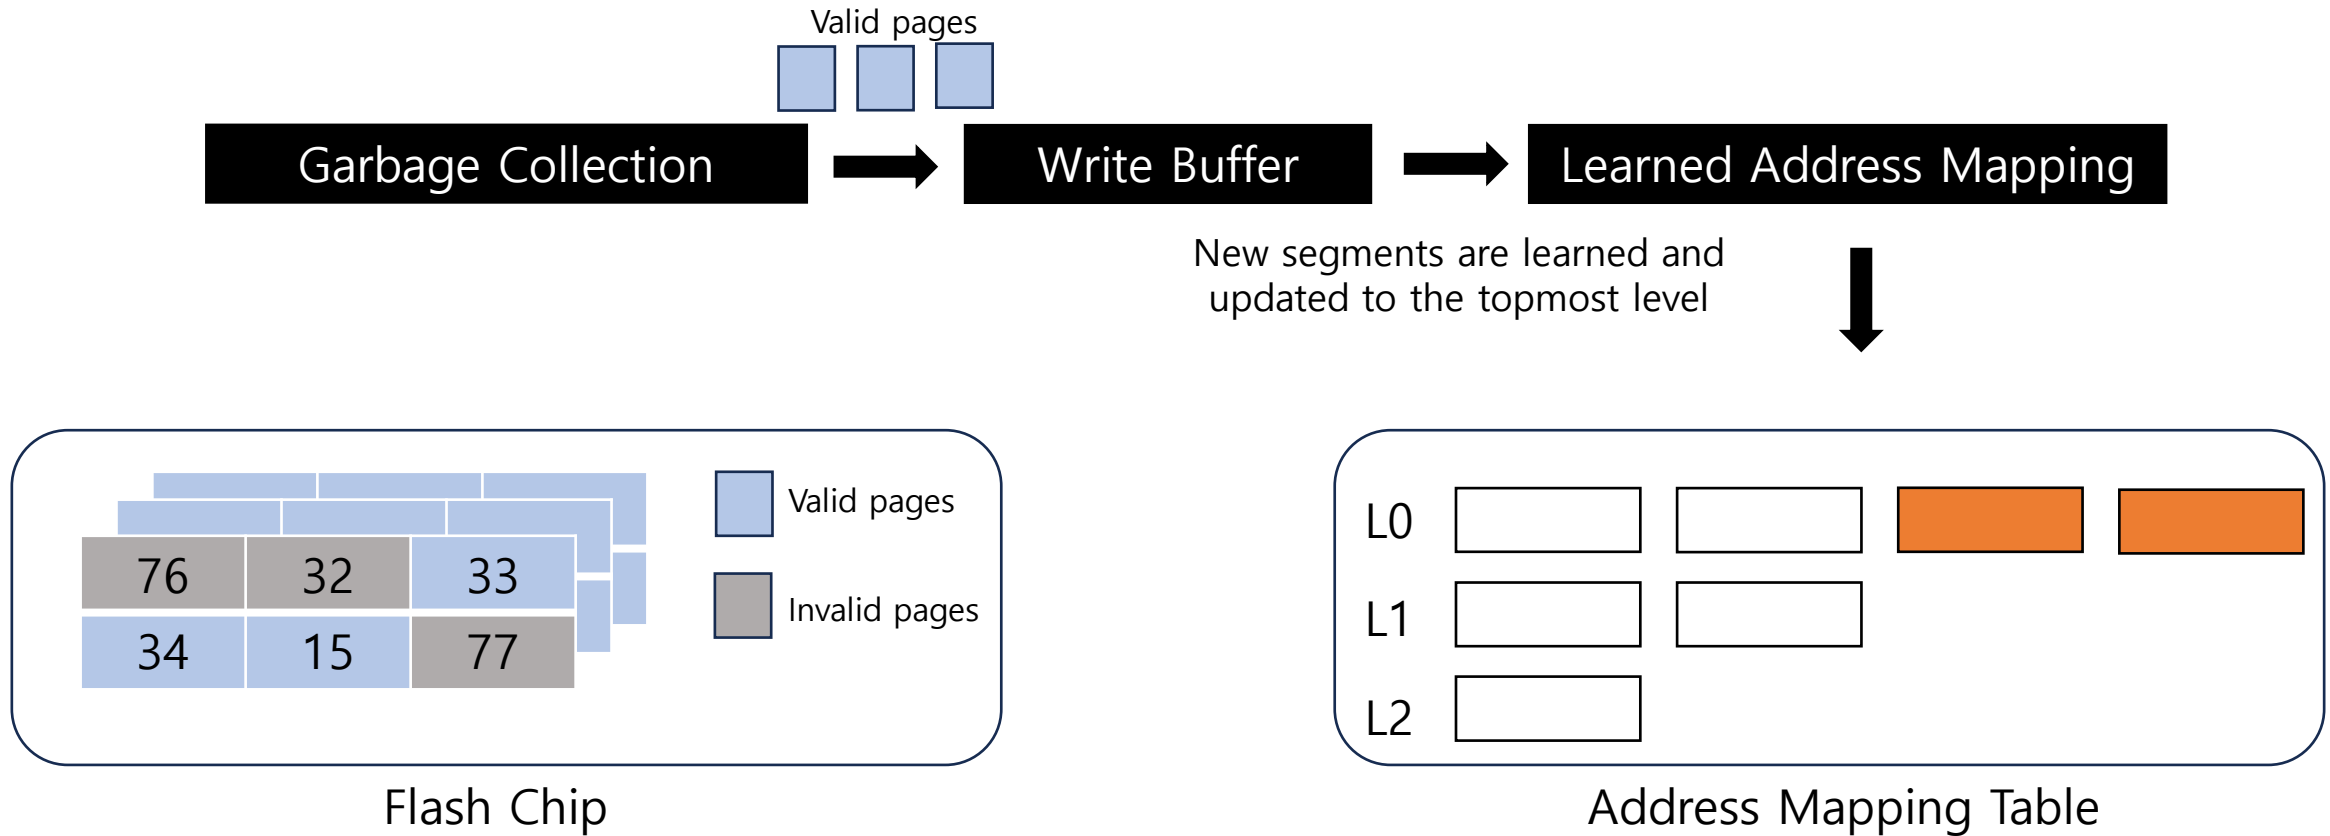 Valid pages
Garbage Collection
Write Buffer
Learned Address Mapping
New segments are learned and
updated to the topmost level
76 32 33
34 15 77
Valid pages
Invalid pages
Flash Chip
L0
L1
L2
Address Mapping Table